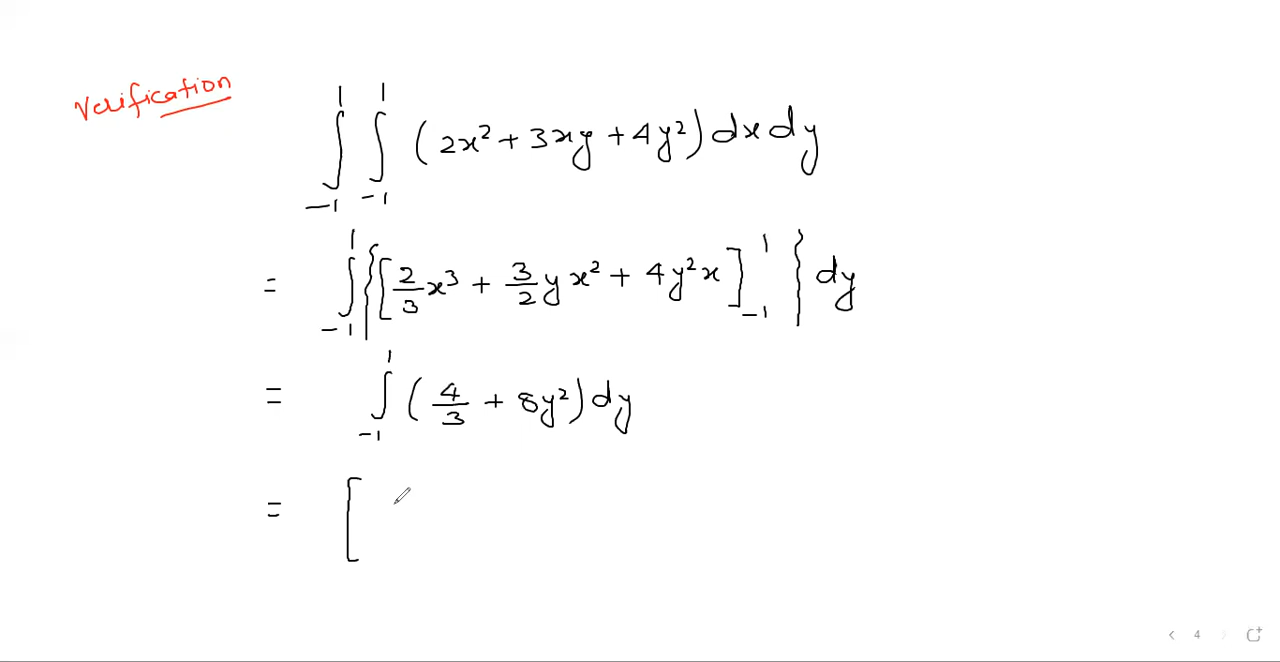 Verification
∫_{-1}^{1} ∫_{-1}^{1} (2x² + 3xy + 4y²) dx dy
= ∫_{-1}^{1} { [ 2/3 x³ + 3/2 y x² + 4y²x ]_{-1}^{1} } dy
= ∫_{-1}^{1} ( 4/3 + 8y² ) dy
= [
4